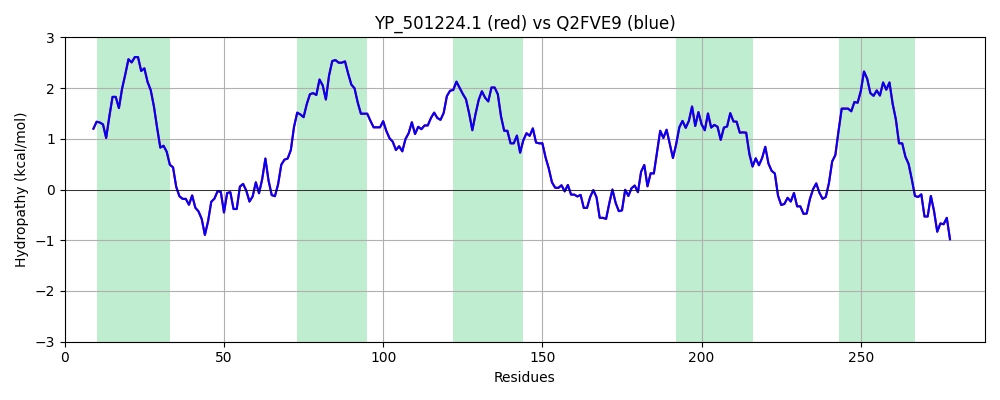 YP_501224.1 (red) vs Q2FVE9 (blue)
Hydropathy (kcal/mol)
3
2
1
0
−1
−2
−3
0 50 100 150 200 250
Residues